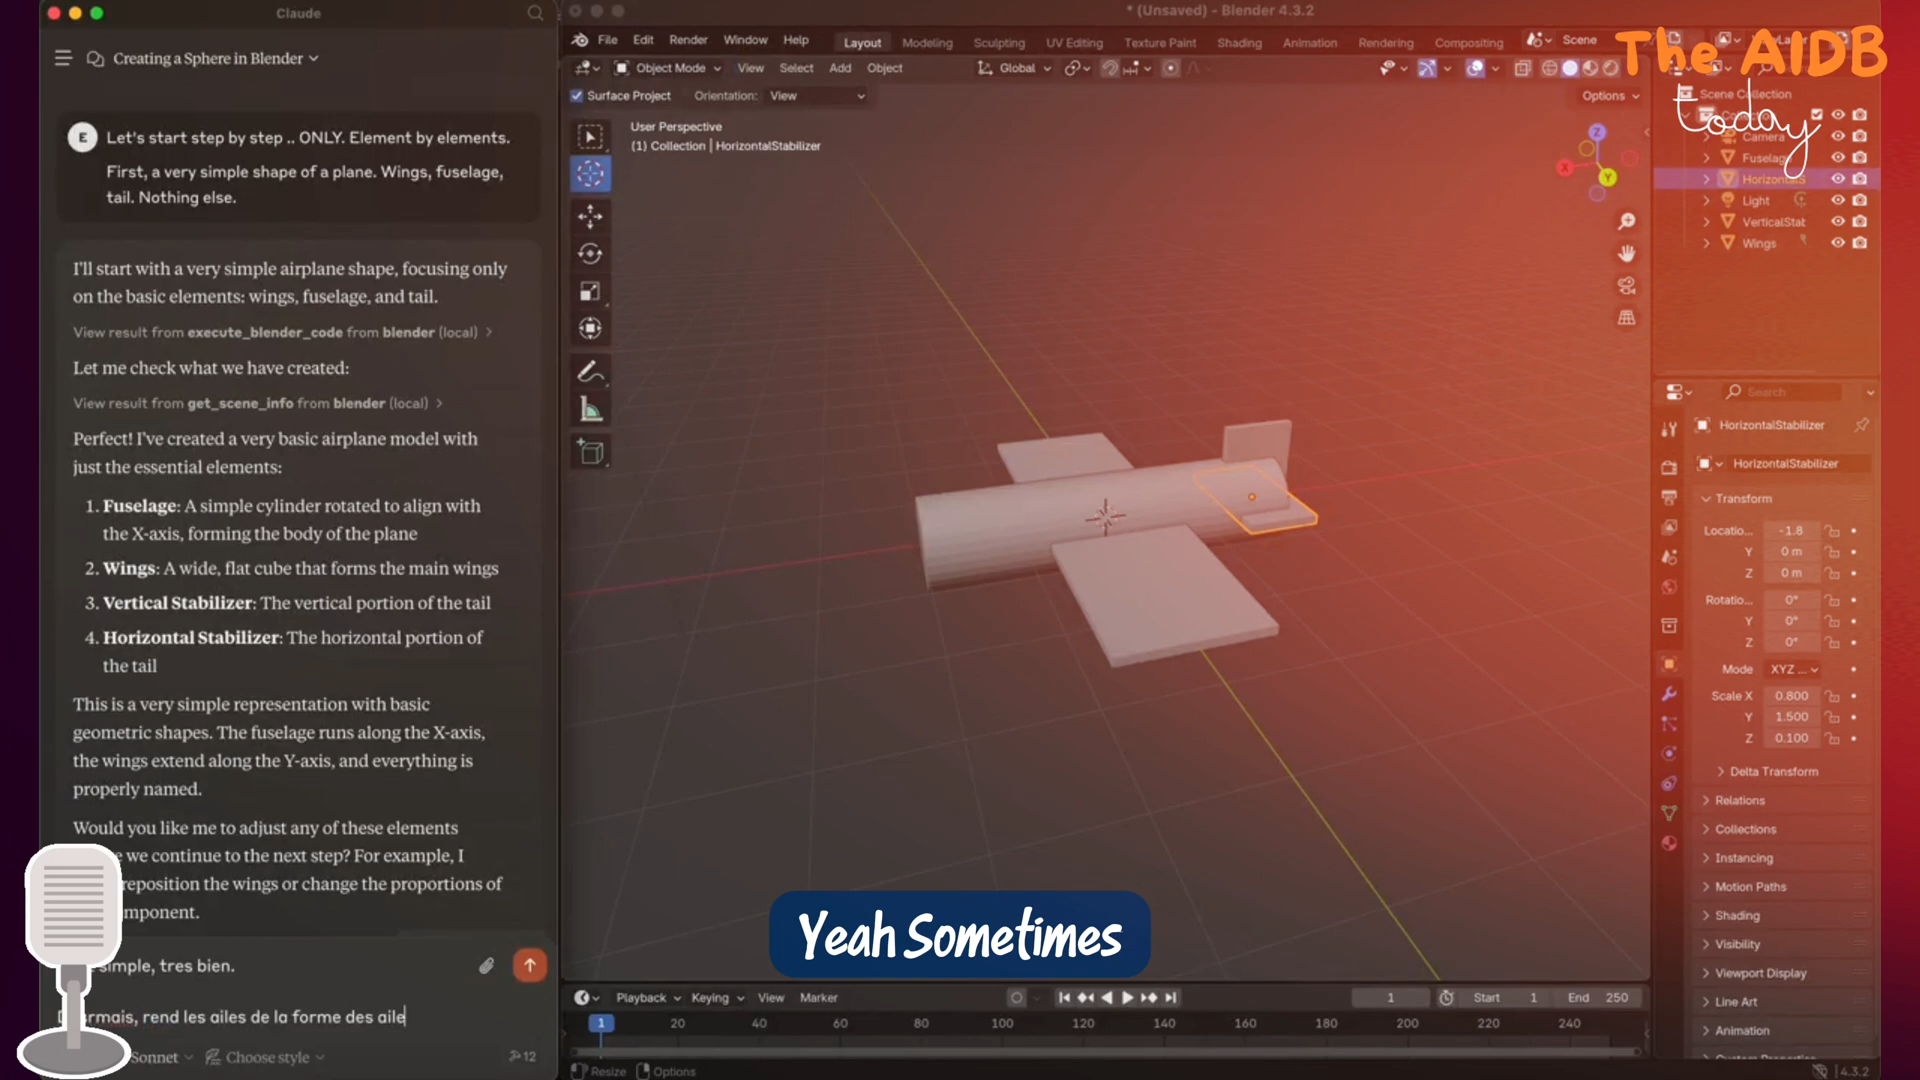 Claude
Creating a Sphere in Blender
E
Let's start step by step .. ONLY. Element by elements.
First, a very simple shape of a plane. Wings, fuselage,
tail. Nothing else.
I'll start with a very simple airplane shape, focusing only
on the basic elements: wings, fuselage, and tail.
View result from execute_blender_code from blender (local)
Let me check what we have created:
View result from get_scene_info from blender (local)
Perfect! I've created a very basic airplane model with
just the essential elements:
1. Fuselage: A simple cylinder rotated to align with
the X-axis, forming the body of the plane
2. Wings: A wide, flat cube that forms the main wings
3. Vertical Stabilizer: The vertical portion of the tail
4. Horizontal Stabilizer: The horizontal portion of
the tail
This is a very simple representation with basic
geometric shapes. The fuselage runs along the X-axis,
the wings extend along the Y-axis, and everything is
properly named.
Would you like me to adjust any of these elements
we continue to the next step? For example, I
reposition the wings or change the proportions of
mponent.
simple, tres bien.
rmais, rend les ailes de la forme des aile
Sonnet
Choose style
12
* (Unsaved) - Blender 4.3.2
File Edit Render Window Help
Layout Modeling Sculpting UV Editing Texture Paint Shading Animation Rendering Compositing
Scene
Object Mode
View Select Add Object
Global
Surface Project
Orientation: View
Options
User Perspective
(1) Collection | HorizontalStabilizer
Z
X
Y
The AIDB
today
Scene Collection
Camera
Fuselag
HorizontalS
Light
VerticalStat
Wings
Search
HorizontalStabilizer
HorizontalStabilizer
Transform
Locatio... -1.8
Y 0 m
Z 0 m
Rotatio... 0°
Y 0°
Z 0°
Mode XYZ ...
Scale X 0.800
Y 1.500
Z 0.100
Delta Transform
Relations
Collections
Instancing
Motion Paths
Shading
Visibility
Viewport Display
Line Art
Animation
Yeah Sometimes
Playback Keying View Marker
1
Start 1
End 250
1 20 40 60 80 100 120 140 160 180 200 220 240
Resize
Options
4.3.2